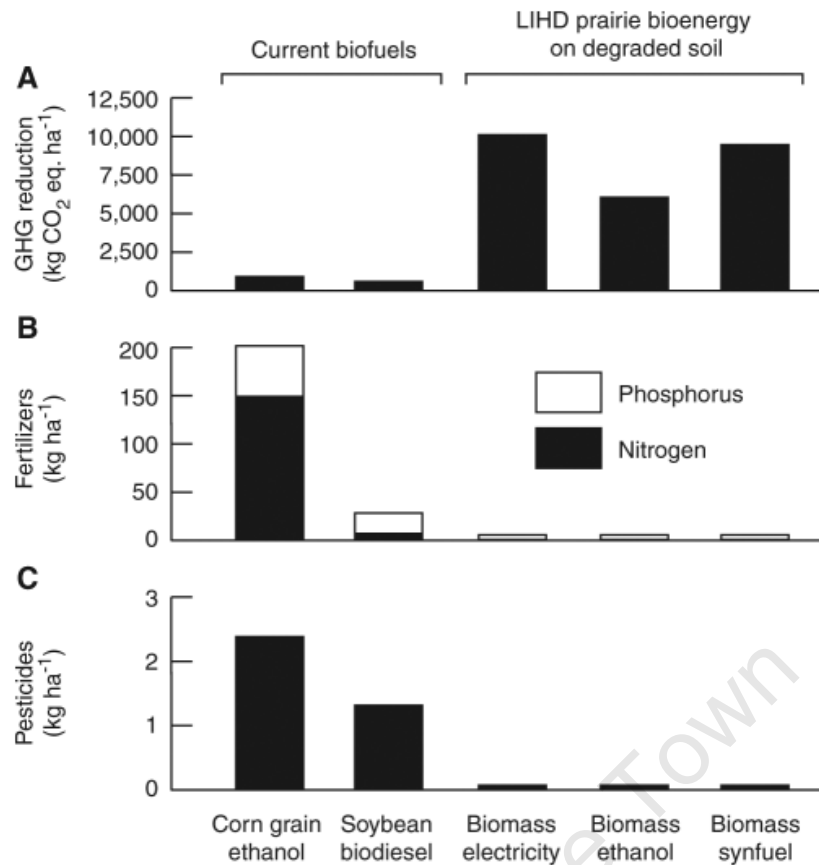 Current biofuels
LIHD prairie bioenergy
on degraded soil
A
GHG reduction
(kg CO₂ eq. ha⁻¹)
12,500
10,000
7,500
5,000
2,500
0
B
Fertilizers
(kg ha⁻¹)
200
150
100
50
0
Phosphorus
Nitrogen
C
Pesticides
(kg ha⁻¹)
3
2
1
0
Corn grain
ethanol
Soybean
biodiesel
Biomass
electricity
Biomass
ethanol
Biomass
synfuel
Town